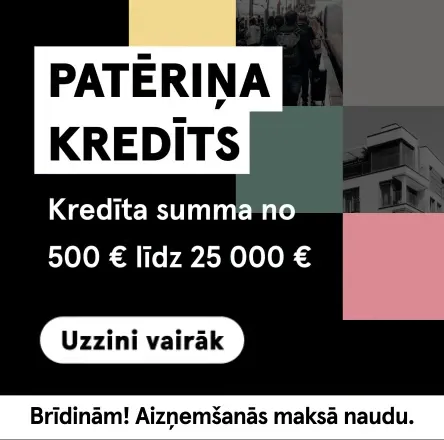 PATĒRIŅA
KREDĪTS
Kredīta summa no
500 € līdz 25 000 €
Uzzini vairāk
Brīdinām! Aizņemšanās maksā naudu.